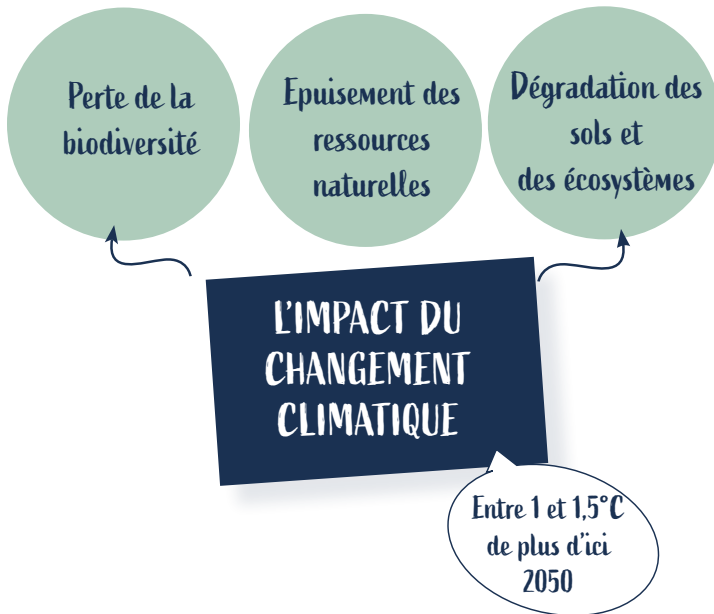 Perte de la
biodiversité
Epuisement des
ressources
naturelles
Dégradation des
sols et
des écosystèmes
L'IMPACT DU
CHANGEMENT
CLIMATIQUE
Entre 1 et 1,5°C
de plus d'ici
2050